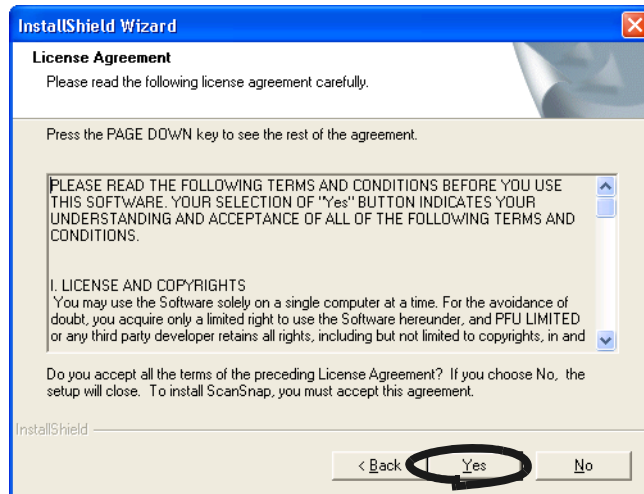 InstallShield Wizard
License Agreement
Please read the following license agreement carefully.
Press the PAGE DOWN key to see the rest of the agreement.
PLEASE READ THE FOLLOWING TERMS AND CONDITIONS BEFORE YOU USE
THIS SOFTWARE. YOUR SELECTION OF "Yes" BUTTON INDICATES YOUR
UNDERSTANDING AND ACCEPTANCE OF ALL OF THE FOLLOWING TERMS AND
CONDITIONS.
I. LICENSE AND COPYRIGHTS
You may use the Software solely on a single computer at a time. For the avoidance of
doubt, you acquire only a limited right to use the Software hereunder, and PFU LIMITED
or any third party developer retains all rights, including but not limited to copyrights, in and
Do you accept all the terms of the preceding License Agreement? If you choose No, the
setup will close. To install ScanSnap, you must accept this agreement.
InstallShield
< Back Yes No